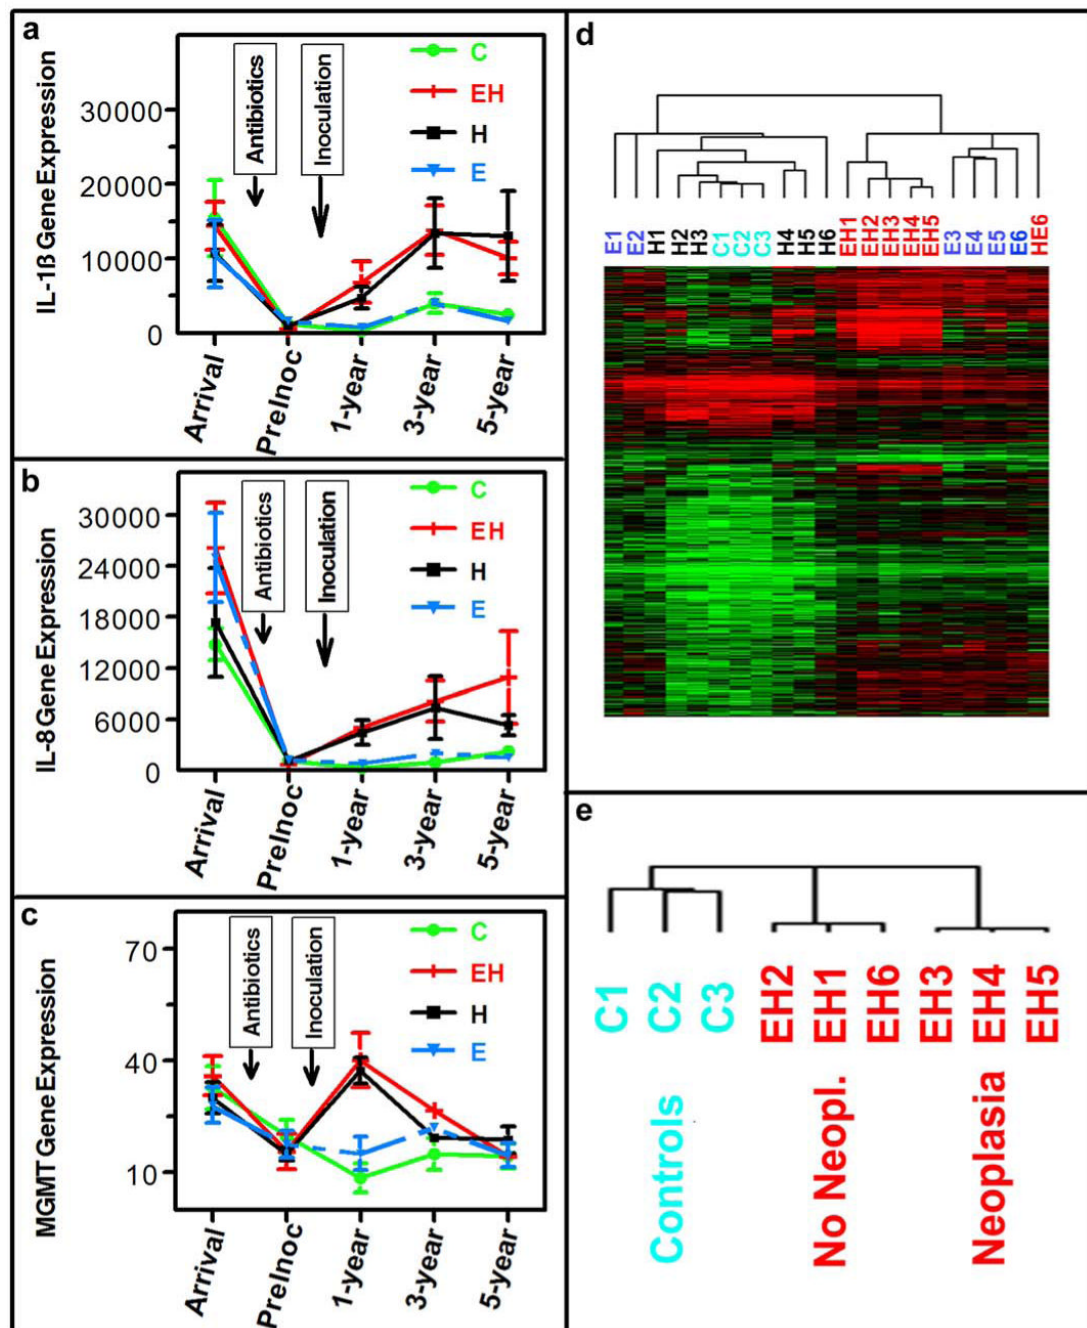 a
IL-1ß Gene Expression
30000
20000
10000
0
Antibiotics
Inoculation
C
EH
H
E
Arrival
PreInoc
1-year
3-year
5-year
b
IL-8 Gene Expression
30000
24000
18000
12000
6000
0
Antibiotics
Inoculation
C
EH
H
E
Arrival
PreInoc
1-year
3-year
5-year
c
MGMT Gene Expression
70
40
10
Antibiotics
Inoculation
C
EH
H
E
Arrival
PreInoc
1-year
3-year
5-year
d
E1 E2 H1 H2 H3 C1 C2 C3 H4 H5 H6 EH1 EH2 EH3 EH4 EH5 E3 E4 E5 E6 HE6
e
C1 C2 C3 EH2 EH1 EH6 EH3 EH4 EH5
Controls
No Neopl.
Neoplasia